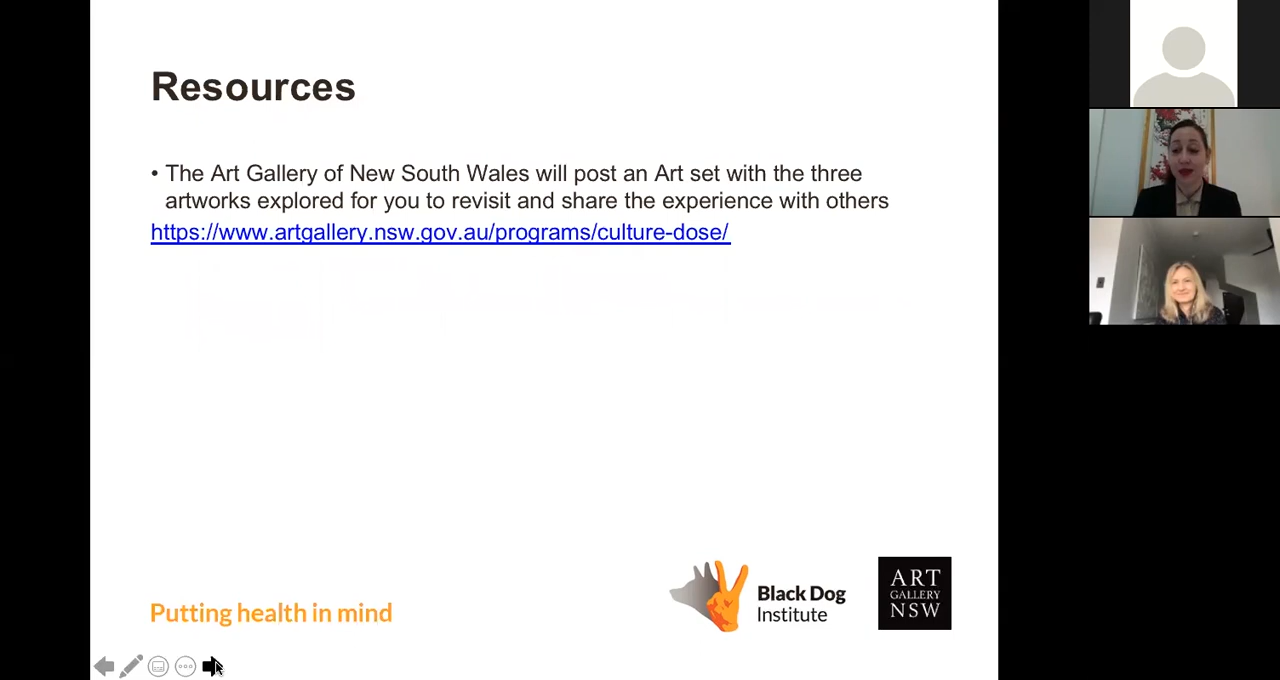 Resources
• The Art Gallery of New South Wales will post an Art set with the three
artworks explored for you to revisit and share the experience with others
https://www.artgallery.nsw.gov.au/programs/culture-dose/
Putting health in mind
Black Dog
Institute
ART
GALLERY
NSW